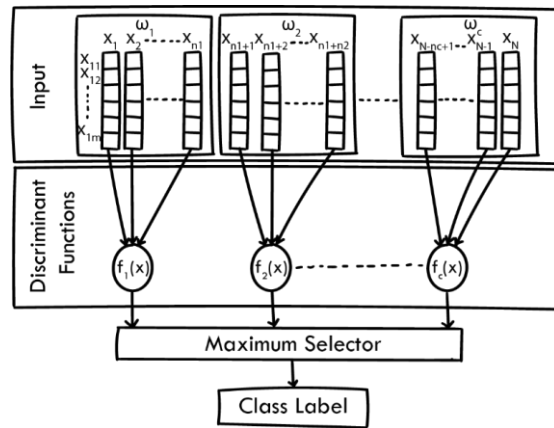 ω1 ω2 ωc
X1 X2 Xn1 Xn1+1 Xn1+2 Xn1+n2 XN-nc+1 XN-1 XN
X11
X12
X1m
Input
Discriminant
Functions
f1(x) f2(x) fc(x)
Maximum Selector
Class Label